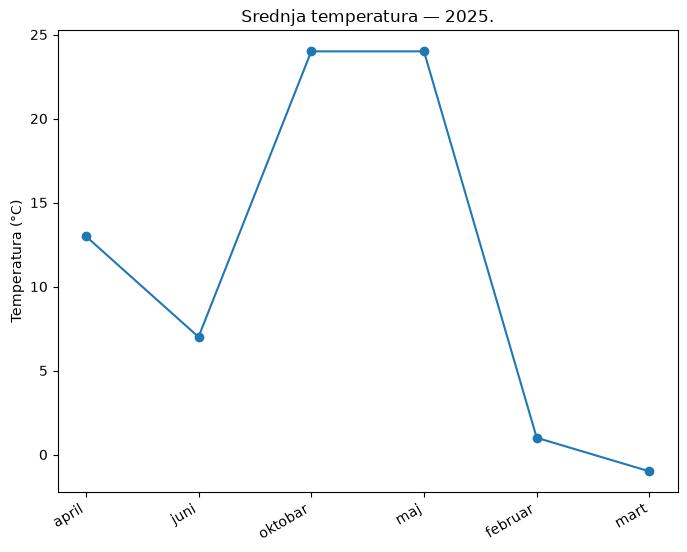 Srednja temperatura — 2025.
Temperatura (°C)
25
20
15
10
5
0
april
juni
oktobar
maj
februar
mart